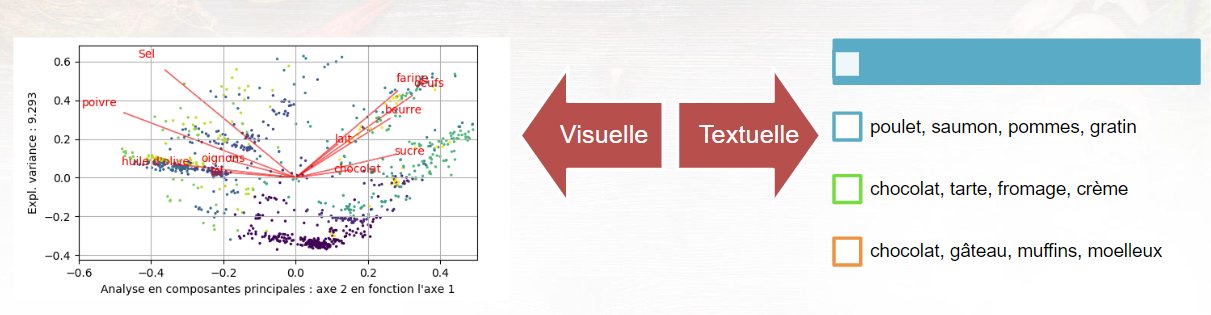 Sel
poivre
farine
oeufs
beurre
lait
sucre
chocolat
oignons
huile d'olive
Expl. variance : 9.293
0.6
0.4
0.2
0.0
−0.2
−0.4
−0.6 −0.4 −0.2 0.0 0.2 0.4
Analyse en composantes principales : axe 2 en fonction l'axe 1
Visuelle
Textuelle
poulet, saumon, pommes, gratin
chocolat, tarte, fromage, crème
chocolat, gâteau, muffins, moelleux